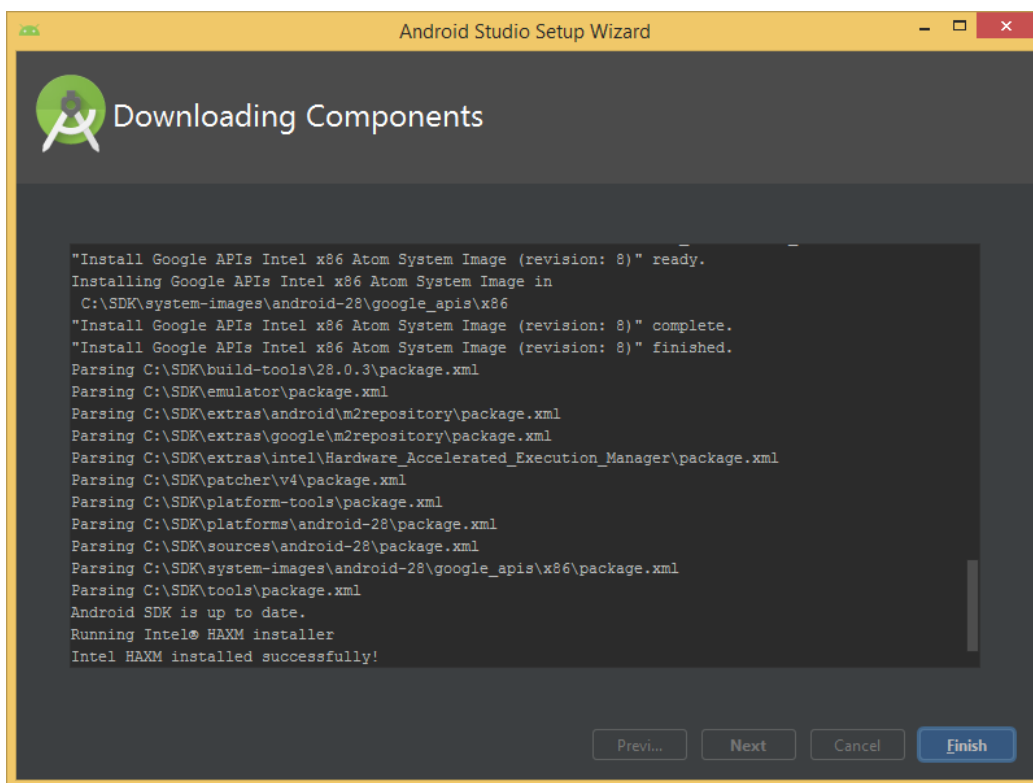 Android Studio Setup Wizard
Downloading Components
"Install Google APIs Intel x86 Atom System Image (revision: 8)" ready.
Installing Google APIs Intel x86 Atom System Image in
C:\SDK\system-images\android-28\google_apis\x86
"Install Google APIs Intel x86 Atom System Image (revision: 8)" complete.
"Install Google APIs Intel x86 Atom System Image (revision: 8)" finished.
Parsing C:\SDK\build-tools\28.0.3\package.xml
Parsing C:\SDK\emulator\package.xml
Parsing C:\SDK\extras\android\m2repository\package.xml
Parsing C:\SDK\extras\google\m2repository\package.xml
Parsing C:\SDK\extras\intel\Hardware_Accelerated_Execution_Manager\package.xml
Parsing C:\SDK\patcher\v4\package.xml
Parsing C:\SDK\platform-tools\package.xml
Parsing C:\SDK\platforms\android-28\package.xml
Parsing C:\SDK\sources\android-28\package.xml
Parsing C:\SDK\system-images\android-28\google_apis\x86\package.xml
Parsing C:\SDK\tools\package.xml
Android SDK is up to date.
Running Intel® HAXM installer
Intel HAXM installed successfully!
Previ... Next Cancel Finish